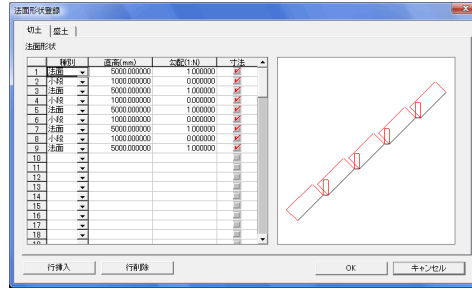 法面形状登録
切土 盛土
法面形状
種別 直高(mm) 勾配(1:N) 寸法
1 法面 5000.000000 1.000000
2 小段 1000.000000 0.000000
3 法面 5000.000000 1.000000
4 小段 1000.000000 0.000000
5 法面 5000.000000 1.000000
6 小段 1000.000000 0.000000
7 法面 5000.000000 1.000000
8 小段 1000.000000 0.000000
9 法面 5000.000000 1.000000
10
11
12
13
14
15
16
17
18
19
行挿入 行削除 OK キャンセル